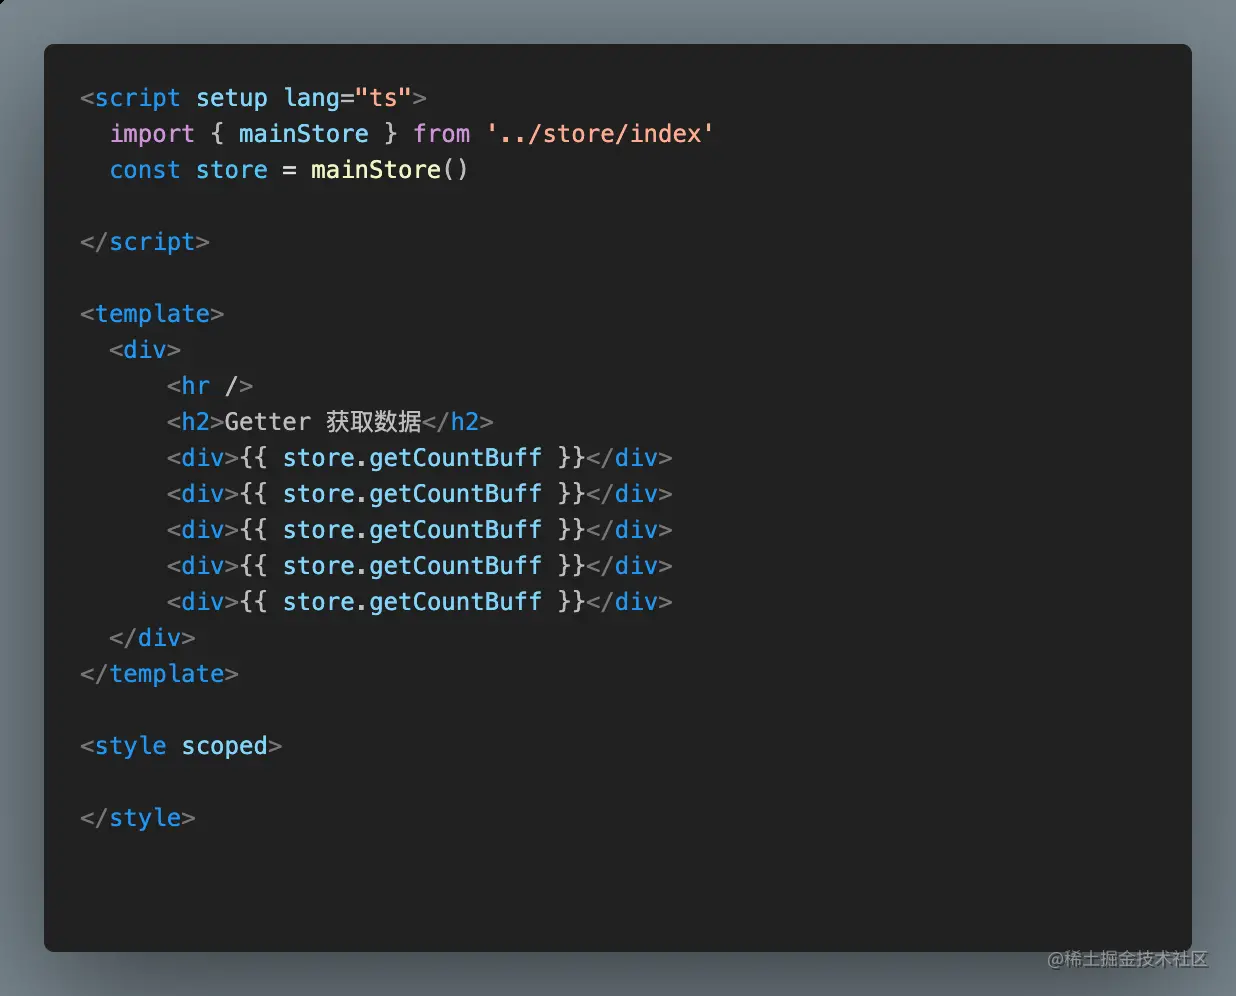 <script setup lang="ts">
  import { mainStore } from '../store/index'
  const store = mainStore()

</script>

<template>
  <div>
      <hr />
      <h2>Getter 获取数据</h2>
      <div>{{ store.getCountBuff }}</div>
      <div>{{ store.getCountBuff }}</div>
      <div>{{ store.getCountBuff }}</div>
      <div>{{ store.getCountBuff }}</div>
      <div>{{ store.getCountBuff }}</div>
  </div>
</template>

<style scoped>

</style>
@稀土掘金技术社区